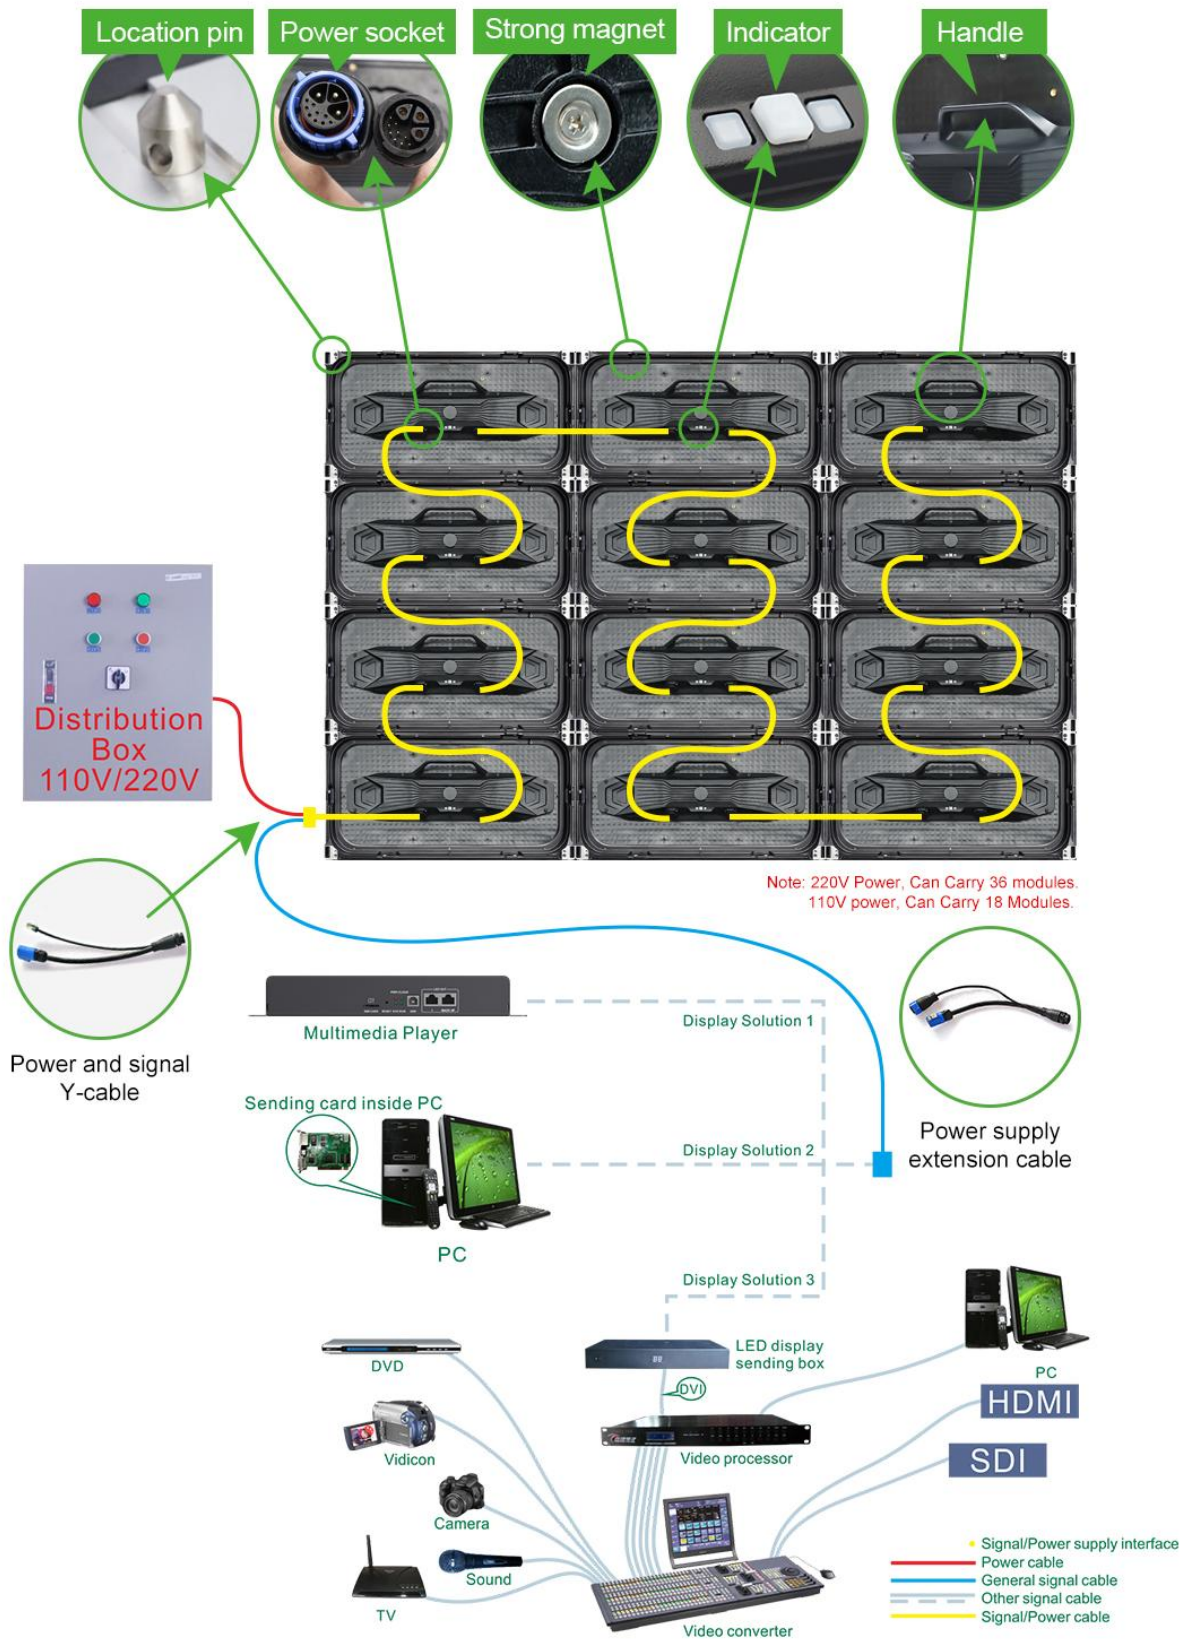 Location pin
Power socket
Strong magnet
Indicator
Handle
Distribution
Box
110V/220V
Note: 220V Power, Can Carry 36 modules.
110V power, Can Carry 18 Modules.
Power and signal
Y-cable
Multimedia Player
Display Solution 1
Sending card inside PC
Display Solution 2
PC
Power supply
extension cable
Display Solution 3
DVD
LED display
sending box
PC
DVI
HDMI
Vidicon
Video processor
SDI
Camera
Sound
TV
Video converter
Signal/Power supply interface
Power cable
General signal cable
Other signal cable
Signal/Power cable